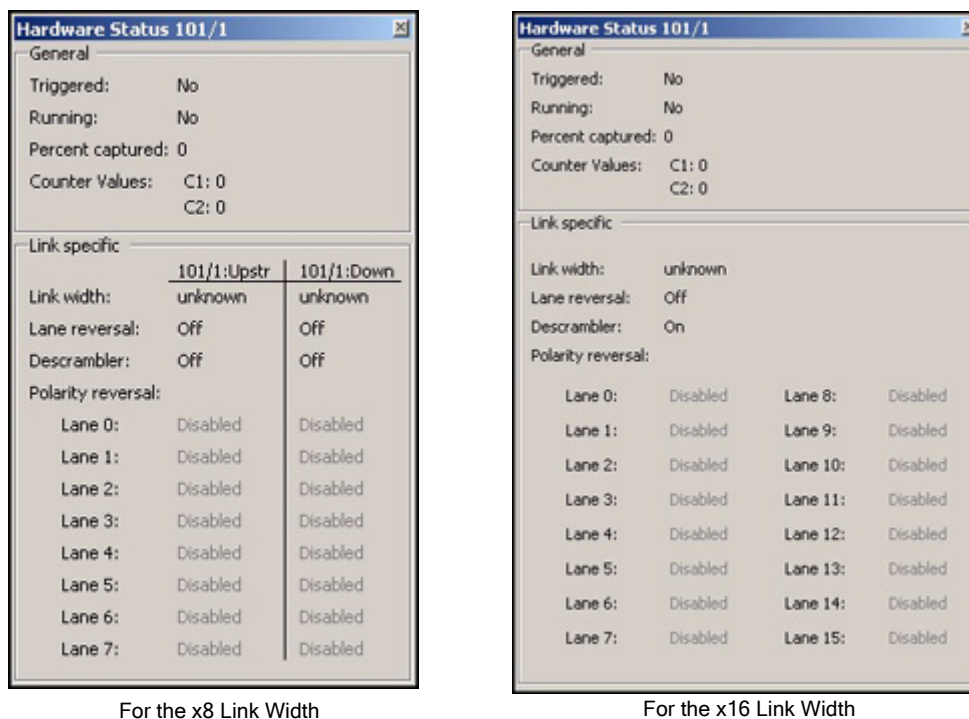 Hardware Status 101/1
General
Triggered: No
Running: No
Percent captured: 0
Counter Values: C1: 0
C2: 0
Link specific
101/1:Upstr 101/1:Down
Link width: unknown unknown
Lane reversal: Off Off
Descrambler: Off Off
Polarity reversal:
Lane 0: Disabled Disabled
Lane 1: Disabled Disabled
Lane 2: Disabled Disabled
Lane 3: Disabled Disabled
Lane 4: Disabled Disabled
Lane 5: Disabled Disabled
Lane 6: Disabled Disabled
Lane 7: Disabled Disabled
For the x8 Link Width
Hardware Status 101/1
General
Triggered: No
Running: No
Percent captured: 0
Counter Values: C1: 0
C2: 0
Link specific
Link width: unknown
Lane reversal: Off
Descrambler: On
Polarity reversal:
Lane 0: Disabled Lane 8: Disabled
Lane 1: Disabled Lane 9: Disabled
Lane 2: Disabled Lane 10: Disabled
Lane 3: Disabled Lane 11: Disabled
Lane 4: Disabled Lane 12: Disabled
Lane 5: Disabled Lane 13: Disabled
Lane 6: Disabled Lane 14: Disabled
Lane 7: Disabled Lane 15: Disabled
For the x16 Link Width